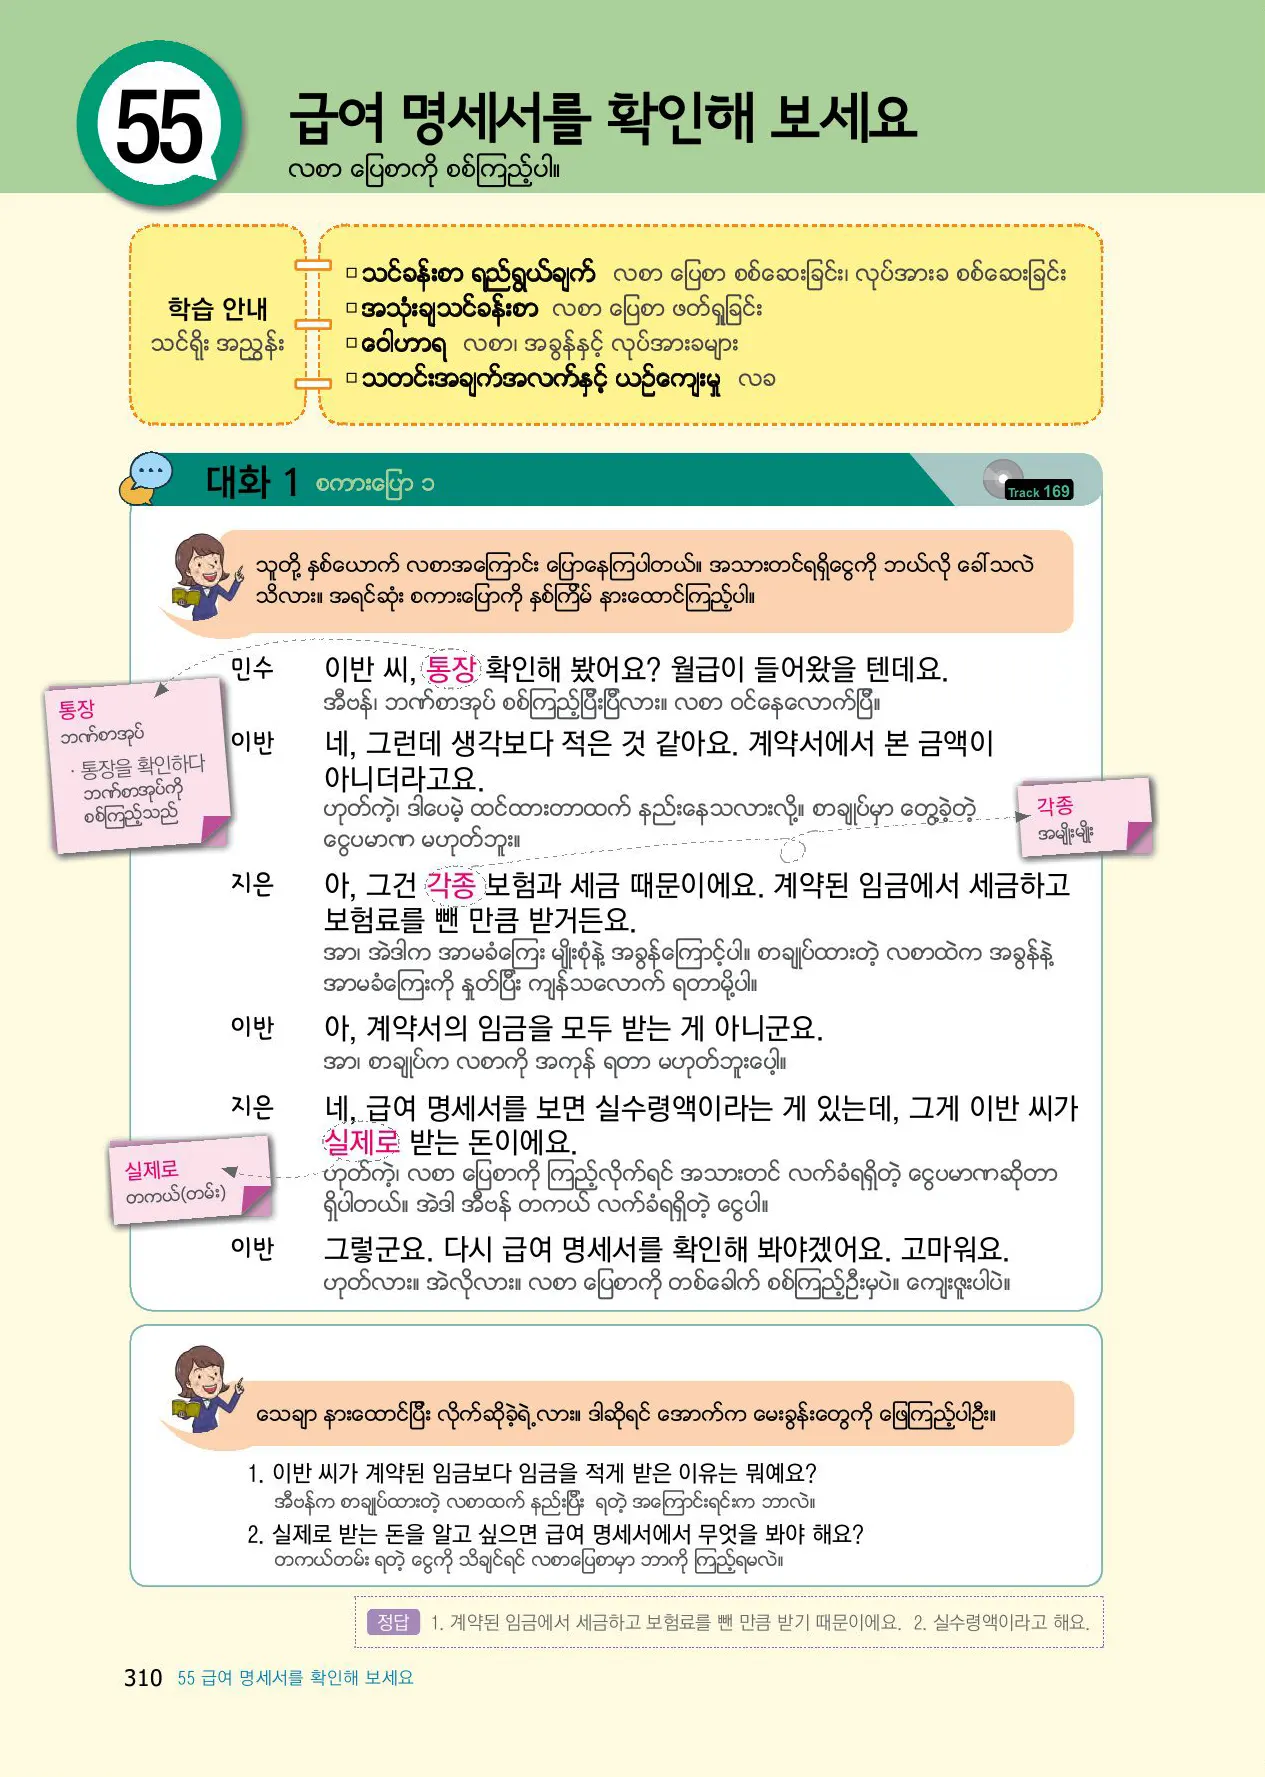 55
급여 명세서를 확인해 보세요
လစာ ပြေစာကို စစ်ကြည့်ပါ။
학습 안내
သင်ရိုး အညွှန်း
□ သင်ခန်းစာ ရည်ရွယ်ချက် လစာ ပြေစာ စစ်ဆေးခြင်း၊ လုပ်အားခ စစ်ဆေးခြင်း
□ အသုံးချသင်ခန်းစာ လစာ ပြေစာ ဖတ်ရှုခြင်း
□ ဝေါဟာရ လစာ၊ အခွန်နှင့် လုပ်အားခများ
□ သတင်းအချက်အလက်နှင့် ယဉ်ကျေးမှု လခ
대화 1 စကားပြော ၁
Track 169
သူတို့ နှစ်ယောက် လစာအကြောင်း ပြောနေကြပါတယ်။ အသားတင်ရရှိငွေကို ဘယ်လို ခေါ်သလဲ
သိလား။ အရင်ဆုံး စကားပြောကို နှစ်ကြိမ် နားထောင်ကြည့်ပါ။
민수 이반 씨, 통장 확인해 봤어요? 월급이 들어왔을 텐데요.
အီဗန်၊ ဘဏ်စာအုပ် စစ်ကြည့်ပြီးပြီလား။ လစာ ဝင်နေလောက်ပြီ။
통장
ဘဏ်စာအုပ်
· 통장을 확인하다
ဘဏ်စာအုပ်ကို
စစ်ကြည့်သည်
이반 네, 그런데 생각보다 적은 것 같아요. 계약서에서 본 금액이
아니더라고요.
ဟုတ်ကဲ့၊ ဒါပေမဲ့ ထင်ထားတာထက် နည်းနေသလားလို့။ စာချုပ်မှာ တွေ့ခဲ့တဲ့
ငွေပမာဏ မဟုတ်ဘူး။
각종
အမျိုးမျိုး
지은 아, 그건 각종 보험과 세금 때문이에요. 계약된 임금에서 세금하고
보험료를 뺀 만큼 받거든요.
အာ၊ အဲဒါက အာမခံကြေး မျိုးစုံနဲ့ အခွန်ကြောင့်ပါ။ စာချုပ်ထားတဲ့ လစာထဲက အခွန်နဲ့
အာမခံကြေးကို နှုတ်ပြီး ကျန်သလောက် ရတာမို့ပါ။
이반 아, 계약서의 임금을 모두 받는 게 아니군요.
အာ၊ စာချုပ်က လစာကို အကုန် ရတာ မဟုတ်ဘူးပေါ့။
지은 네, 급여 명세서를 보면 실수령액이라는 게 있는데, 그게 이반 씨가
실제로 받는 돈이에요.
ဟုတ်ကဲ့၊ လစာ ပြေစာကို ကြည့်လိုက်ရင် အသားတင် လက်ခံရရှိတဲ့ ငွေပမာဏဆိုတာ
ရှိပါတယ်။ အဲဒါ အီဗန် တကယ် လက်ခံရရှိတဲ့ ငွေပါ။
실제로
တကယ်(တမ်း)
이반 그렇군요. 다시 급여 명세서를 확인해 봐야겠어요. 고마워요.
ဟုတ်လား။ အဲလိုလား။ လစာ ပြေစာကို တစ်ခေါက် စစ်ကြည့်ဦးမှပဲ။ ကျေးဇူးပါပဲ။
သေချာ နားထောင်ပြီး လိုက်ဆိုခဲ့ရဲ့လား။ ဒါဆိုရင် အောက်က မေးခွန်းတွေကို ဖြေကြည့်ပါဦး။
1. 이반 씨가 계약된 임금보다 임금을 적게 받은 이유는 뭐예요?
အီဗန်က စာချုပ်ထားတဲ့ လစာထက် နည်းပြီး ရတဲ့ အကြောင်းရင်းက ဘာလဲ။
2. 실제로 받는 돈을 알고 싶으면 급여 명세서에서 무엇을 봐야 해요?
တကယ်တမ်း ရတဲ့ ငွေကို သိချင်ရင် လစာပြေစာမှာ ဘာကို ကြည့်ရမလဲ။
정답 1. 계약된 임금에서 세금하고 보험료를 뺀 만큼 받기 때문이에요. 2. 실수령액이라고 해요.
310 55 급여 명세서를 확인해 보세요